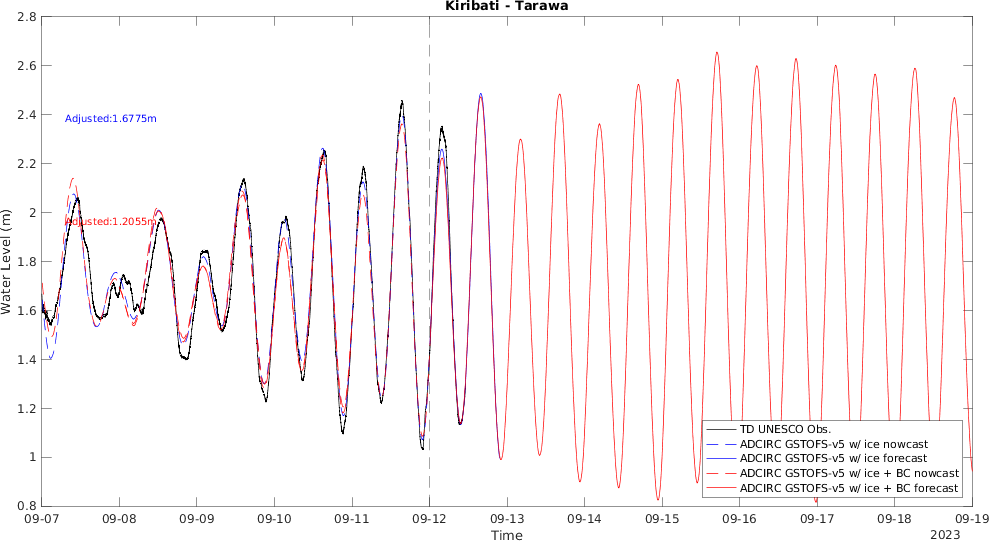 Kiribati - Tarawa
2.8
2.6
2.4
2.2
2
1.8
1.6
1.4
1.2
1
0.8
Water Level (m)
Adjusted:1.6775m
Adjusted:1.2055m
TD UNESCO Obs.
ADCIRC GSTOFS-v5 w/ ice nowcast
ADCIRC GSTOFS-v5 w/ ice forecast
ADCIRC GSTOFS-v5 w/ ice + BC nowcast
ADCIRC GSTOFS-v5 w/ ice + BC forecast
09-07 09-08 09-09 09-10 09-11 09-12 09-13 09-14 09-15 09-16 09-17 09-18 09-19
Time
2023